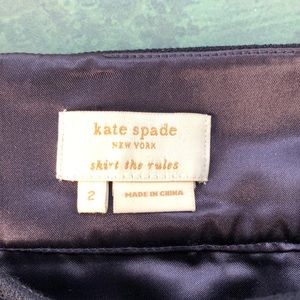 kate spade
NEW YORK
skirt the rules
2
MADE IN CHINA